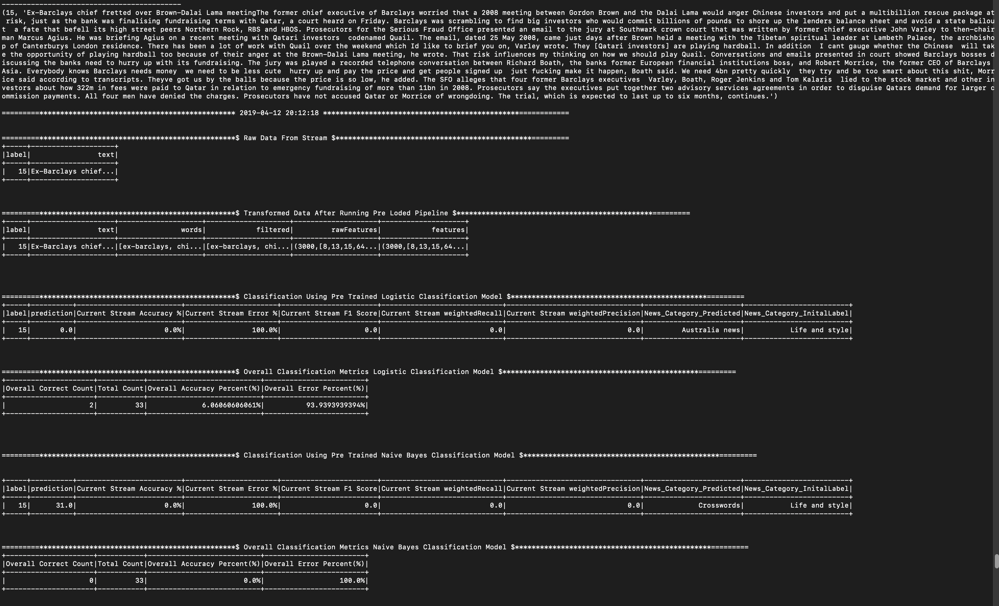 -------------------------------------------
(15, 'Ex-Barclays chief fretted over Brown-Dalai Lama meetingThe former chief executive of Barclays worried that a 2008 meeting between Gordon Brown and the Dalai Lama would anger Chinese investors and put a multibillion rescue package at
 risk, just as the bank was finalising fundraising terms with Qatar, a court heard on Friday. Barclays was scrambling to find big investors who would commit billions of pounds to shore up the lenders balance sheet and avoid a state bailou
t  a fate that befell its high street peers Northern Rock, RBS and HBOS. Prosecutors for the Serious Fraud Office presented an email to the jury at Southwark crown court that was written by former chief executive John Varley to then-chair
man Marcus Agius. He was briefing Agius on a recent meeting with Qatari investors  codenamed Quail. The email, dated 25 May 2008, came just days after Brown held a meeting with the Tibetan spiritual leader at Lambeth Palace, the archbisho
p of Canterburys London residence. There has been a lot of work with Quail over the weekend which Id like to brief you on, Varley wrote. They [Qatari investors] are playing hardball. In addition  I cant gauge whether the Chinese  will tak
e the opportunity of playing hardball too because of their anger at the Brown-Dalai Lama meeting, he wrote. That risk influences my thinking on how we should play Quail. Conversations and emails presented in court showed Barclays bosses d
iscussing the banks need to hurry up with its fundraising. The jury was played a recorded telephone conversation between Richard Boath, the banks former European financial institutions boss, and Robert Morrice, the former CEO of Barclays 
Asia. Everybody knows Barclays needs money  we need to be less cute  hurry up and pay the price and get people signed up  just fucking make it happen, Boath said. We need 4bn pretty quickly  they try and be too smart about this shit, Morr
ice said according to transcripts. Theyve got us by the balls because the price is so low, he added. The SFO alleges that four former Barclays executives  Varley, Boath, Roger Jenkins and Tom Kalaris  lied to the stock market and other in
vestors about how 322m in fees were paid to Qatar in relation to emergency fundraising of more than 11bn in 2008. Prosecutors say the executives put together two advisory services agreements in order to disguise Qatars demand for larger c
ommission payments. All four men have denied the charges. Prosecutors have not accused Qatar or Morrice of wrongdoing. The trial, which is expected to last up to six months, continues.')
=========*********************************************** 2019-04-12 20:12:18 ***********************************************============
=========***********************************************$ Raw Data From Stream $***********************************************=========
+-----+--------------------+
|label|                text|
+-----+--------------------+
|   15|Ex-Barclays chief...|
+-----+--------------------+
=========***********************************************$ Transformed Data After Running Pre Loded Pipeline $***********************************************=========
+-----+--------------------+--------------------+--------------------+--------------------+--------------------+
|label|                text|               words|            filtered|         rawFeatures|            features|
+-----+--------------------+--------------------+--------------------+--------------------+--------------------+
|   15|Ex-Barclays chief...|[ex-barclays, chi...|[ex-barclays, chi...|(3000,[8,13,15,64...|(3000,[8,13,15,64...|
+-----+--------------------+--------------------+--------------------+--------------------+--------------------+
=========***********************************************$ Classification Using Pre Trained Logistic Classification Model $***********************************************=========
+-----+----------+-------------------------+----------------------+-----------------------+-----------------------------+--------------------------------+-----------------------+-------------------------+
|label|prediction|Current Stream Accuracy %|Current Stream Error %|Current Stream F1 Score|Current Stream weightedRecall|Current Stream weightedPrecision|News_Category_Predicted|News_Category_InitalLabel|
+-----+----------+-------------------------+----------------------+-----------------------+-----------------------------+--------------------------------+-----------------------+-------------------------+
|   15|       0.0|                     0.0%|                100.0%|                    0.0|                          0.0|                             0.0|         Australia news|           Life and style|
+-----+----------+-------------------------+----------------------+-----------------------+-----------------------------+--------------------------------+-----------------------+-------------------------+
=========***********************************************$ Overall Classification Metrics Logistic Classification Model $***********************************************=========
+---------------------+-----------+---------------------------+------------------------+
|Overall Correct Count|Total Count|Overall Accuracy Percent(%)|Overall Error Percent(%)|
+---------------------+-----------+---------------------------+------------------------+
|                    2|         33|             6.06060606061%|          93.9393939394%|
+---------------------+-----------+---------------------------+------------------------+
=========***********************************************$ Classification Using Pre Trained Naive Bayes Classification Model $***********************************************=========
+-----+----------+-------------------------+----------------------+-----------------------+-----------------------------+--------------------------------+-----------------------+-------------------------+
|label|prediction|Current Stream Accuracy %|Current Stream Error %|Current Stream F1 Score|Current Stream weightedRecall|Current Stream weightedPrecision|News_Category_Predicted|News_Category_InitalLabel|
+-----+----------+-------------------------+----------------------+-----------------------+-----------------------------+--------------------------------+-----------------------+-------------------------+
|   15|      31.0|                     0.0%|                100.0%|                    0.0|                          0.0|                             0.0|             Crosswords|           Life and style|
+-----+----------+-------------------------+----------------------+-----------------------+-----------------------------+--------------------------------+-----------------------+-------------------------+
=========***********************************************$ Overall Classification Metrics Naive Bayes Classification Model $***********************************************=========
+---------------------+-----------+---------------------------+------------------------+
|Overall Correct Count|Total Count|Overall Accuracy Percent(%)|Overall Error Percent(%)|
+---------------------+-----------+---------------------------+------------------------+
|                    0|         33|                       0.0%|                  100.0%|
+---------------------+-----------+---------------------------+------------------------+